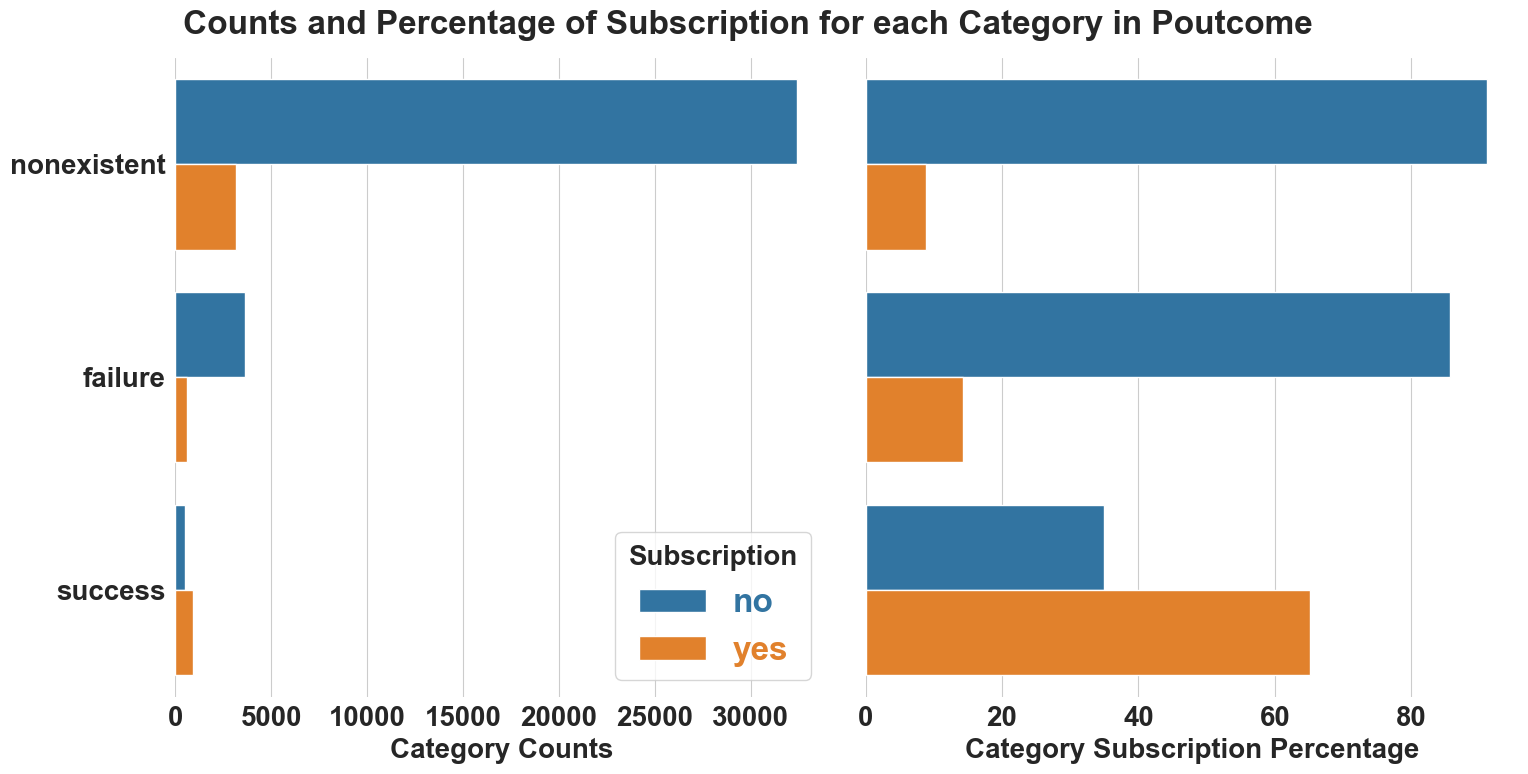 Counts and Percentage of Subscription for each Category in Poutcome
nonexistent
failure
success
Subscription
no
yes
0 5000 10000 15000 20000 25000 30000
Category Counts
0 20 40 60 80
Category Subscription Percentage